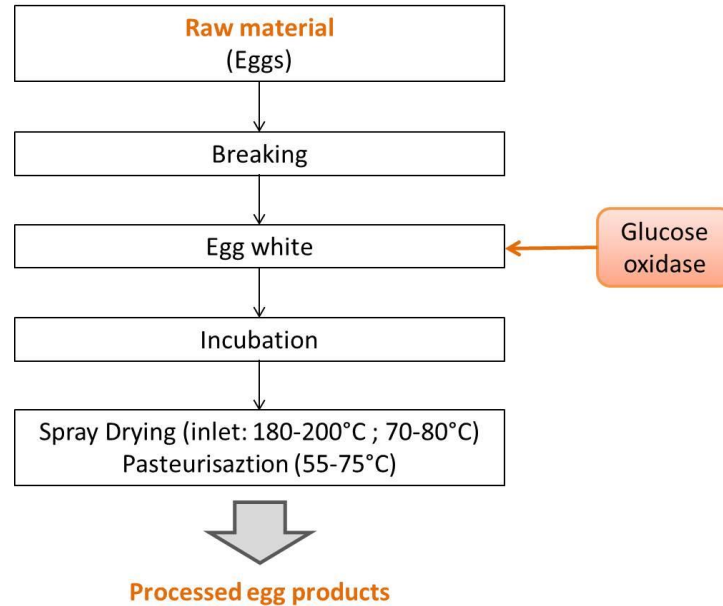 Raw material
(Eggs)
Breaking
Egg white
Glucose
oxidase
Incubation
Spray Drying (inlet: 180-200°C ; 70-80°C)
Pasteurisaztion (55-75°C)
Processed egg products